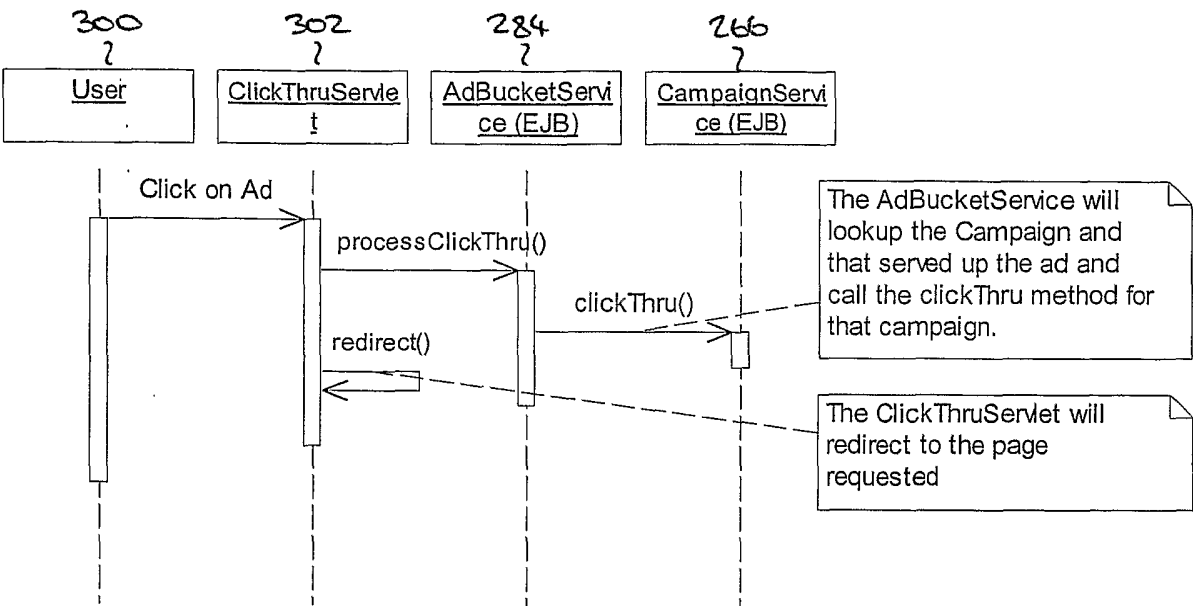 300
302
284
266
User
ClickThruServle
t
AdBucketServi
ce (EJB)
CampaignServi
ce (EJB)
Click on Ad
processClickThru()
clickThru()
redirect()
The AdBucketService will
lookup the Campaign and
that served up the ad and
call the clickThru method for
that campaign.
The ClickThruServlet will
redirect to the page
requested